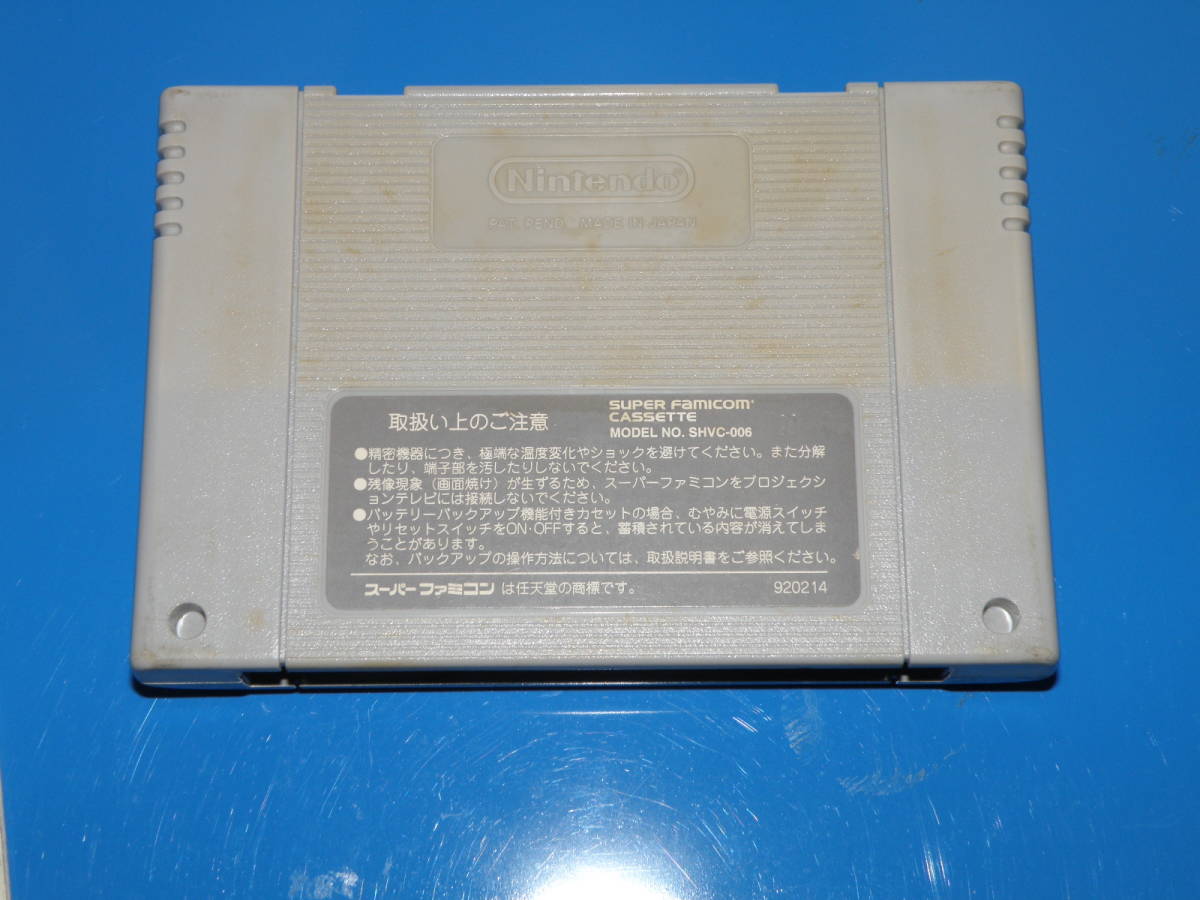 Nintendo
PAT. PEND. MADE IN JAPAN
取扱い上のご注意
SUPER FAMICOM
CASSETTE
MODEL NO. SHVC-006
●精密機器につき、極端な温度変化やショックを避けてください。また分解
したり、端子部を汚したりしないでください。
●残像現象（画面焼け）が生ずるため、スーパーファミコンをプロジェクシ
ョンテレビには接続しないでください。
●バッテリーバックアップ機能付きカセットの場合、むやみに電源スイッチ
やリセットスイッチをON・OFFすると、蓄積されている内容が消えてしま
うことがあります。
なお、バックアップの操作方法については、取扱説明書をご参照ください。
スーパーファミコンは任天堂の商標です。
920214